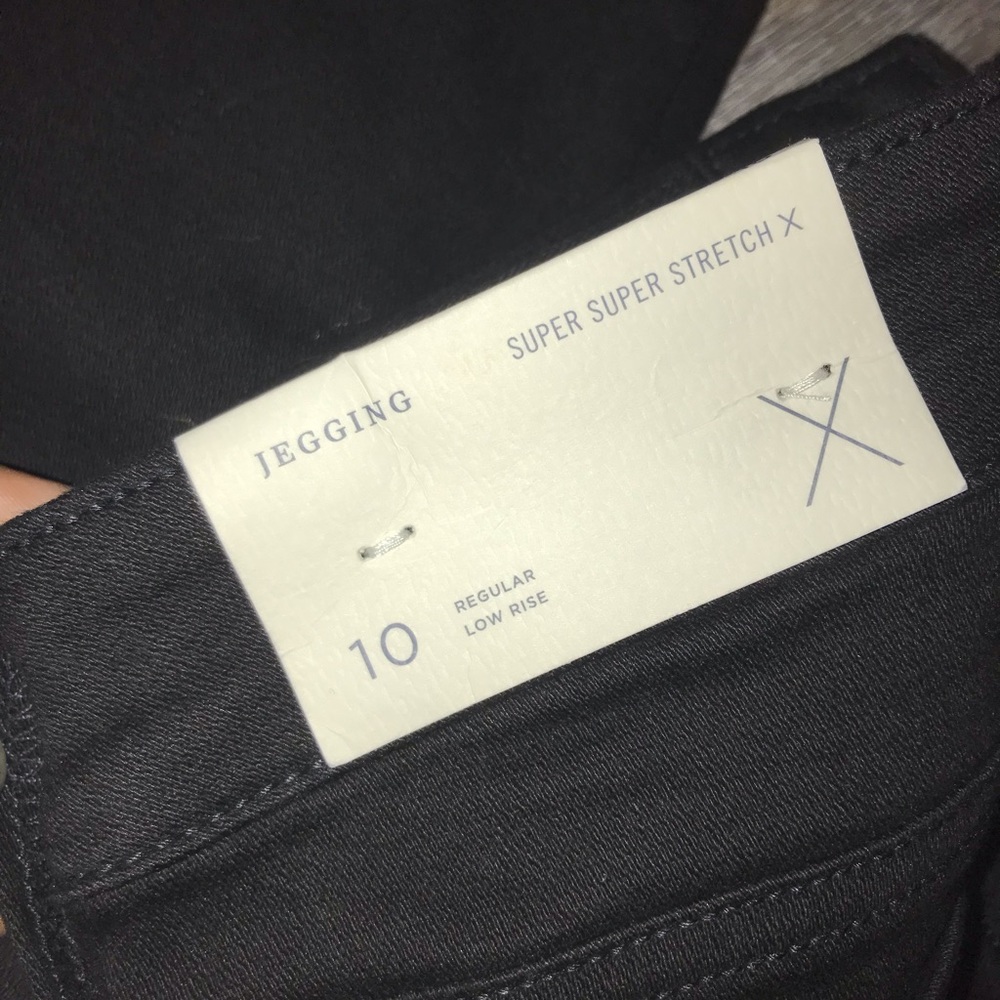 SUPER SUPER STRETCH X
JEGGING
X
10
REGULAR
LOW RISE